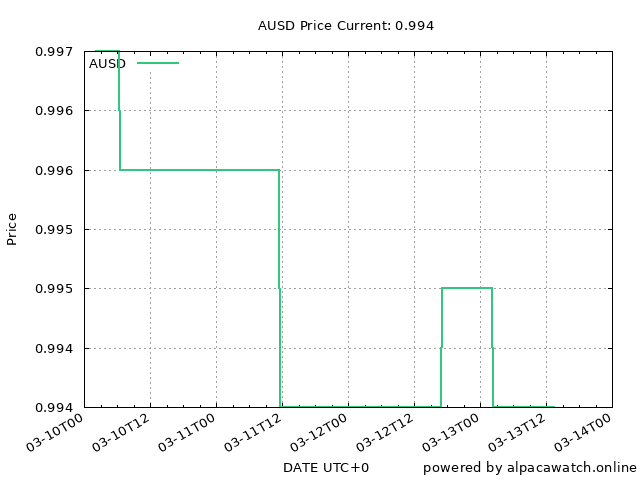 AUSD Price Current: 0.994
0.997
AUSD
0.996
0.996
0.995
Price
0.995
0.994
0.994
03-10T00
03-10T12
03-11T00
03-11T12
03-12T00
03-12T12
03-13T00
03-13T12
03-14T00
DATE UTC+0
powered by alpacawatch.online